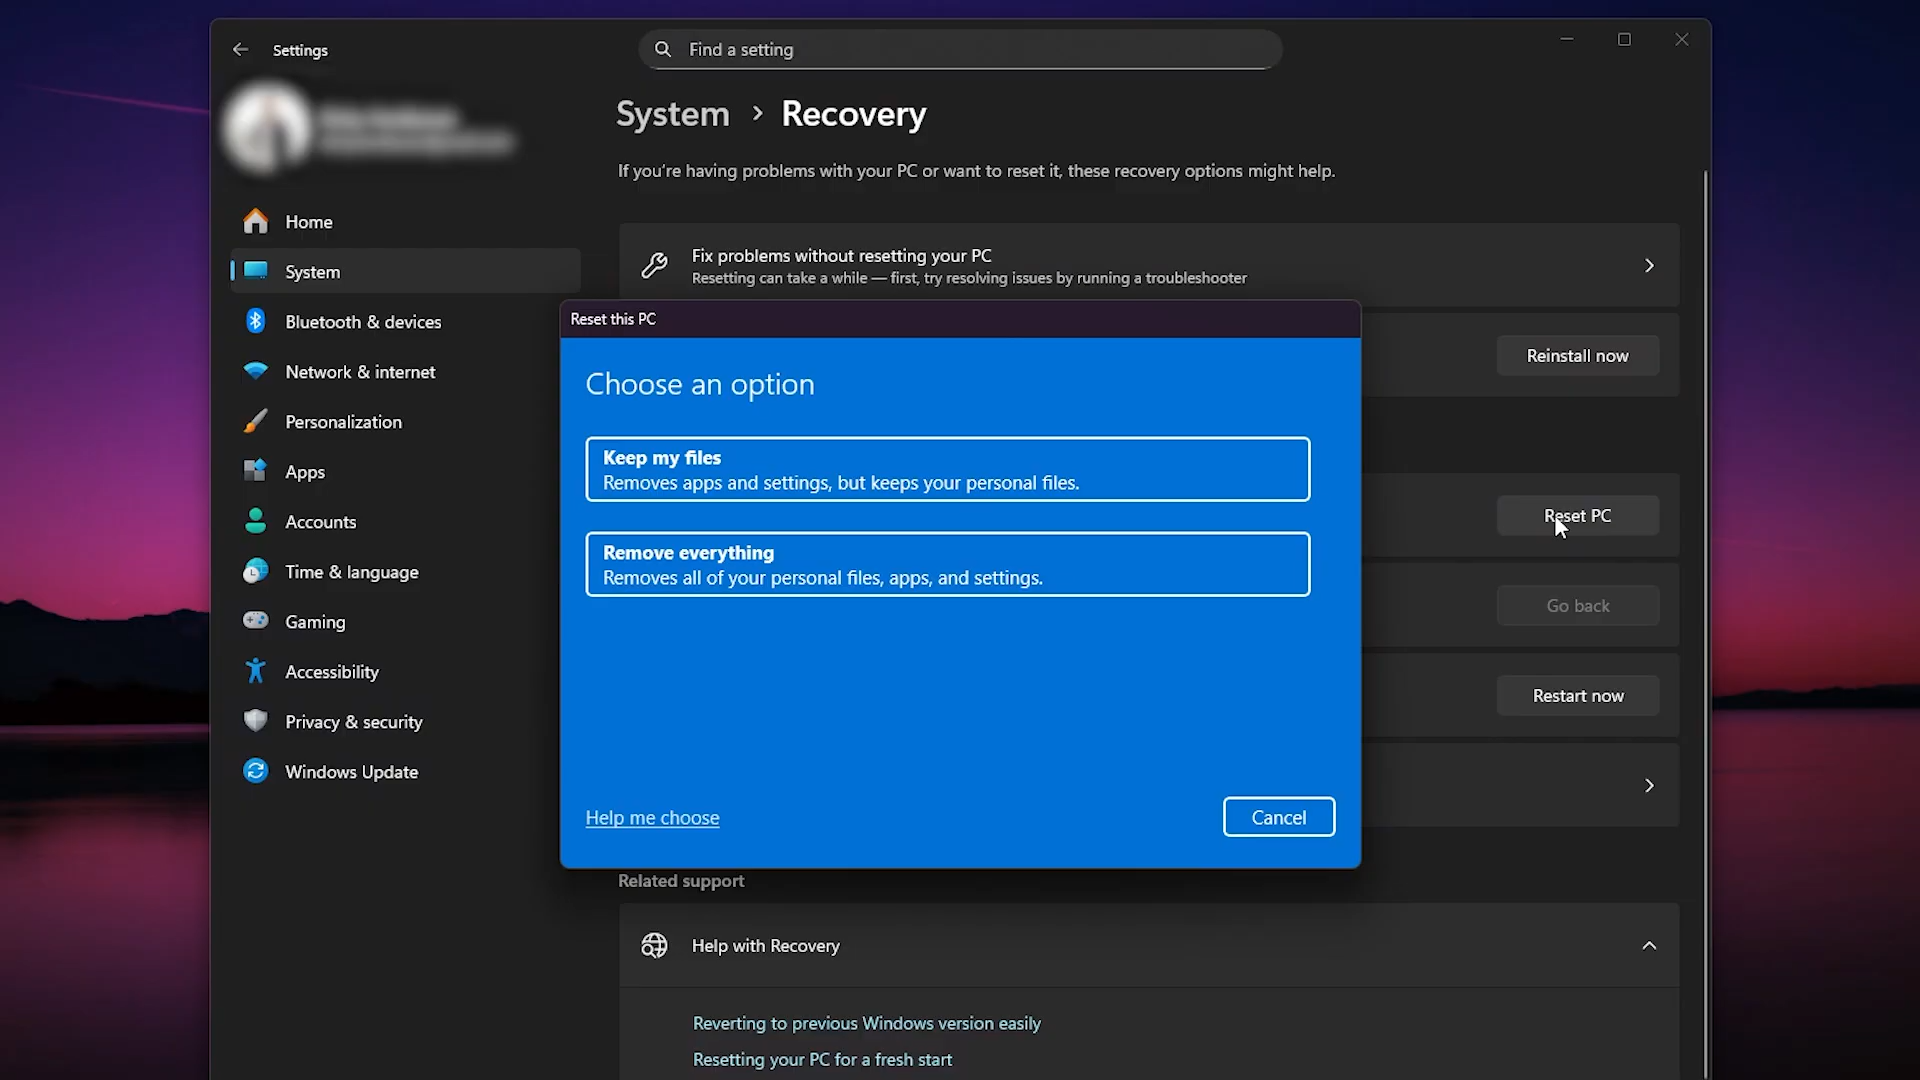 Settings
Find a setting
System > Recovery
If you're having problems with your PC or want to reset it, these recovery options might help.
Home
System
Bluetooth & devices
Network & internet
Personalization
Apps
Accounts
Time & language
Gaming
Accessibility
Privacy & security
Windows Update
Fix problems without resetting your PC
Resetting can take a while — first, try resolving issues by running a troubleshooter
Reset this PC
Choose an option
Keep my files
Removes apps and settings, but keeps your personal files.
Remove everything
Removes all of your personal files, apps, and settings.
Help me choose
Cancel
Reinstall now
Reset PC
Go back
Restart now
Related support
Help with Recovery
Reverting to previous Windows version easily
Resetting your PC for a fresh start